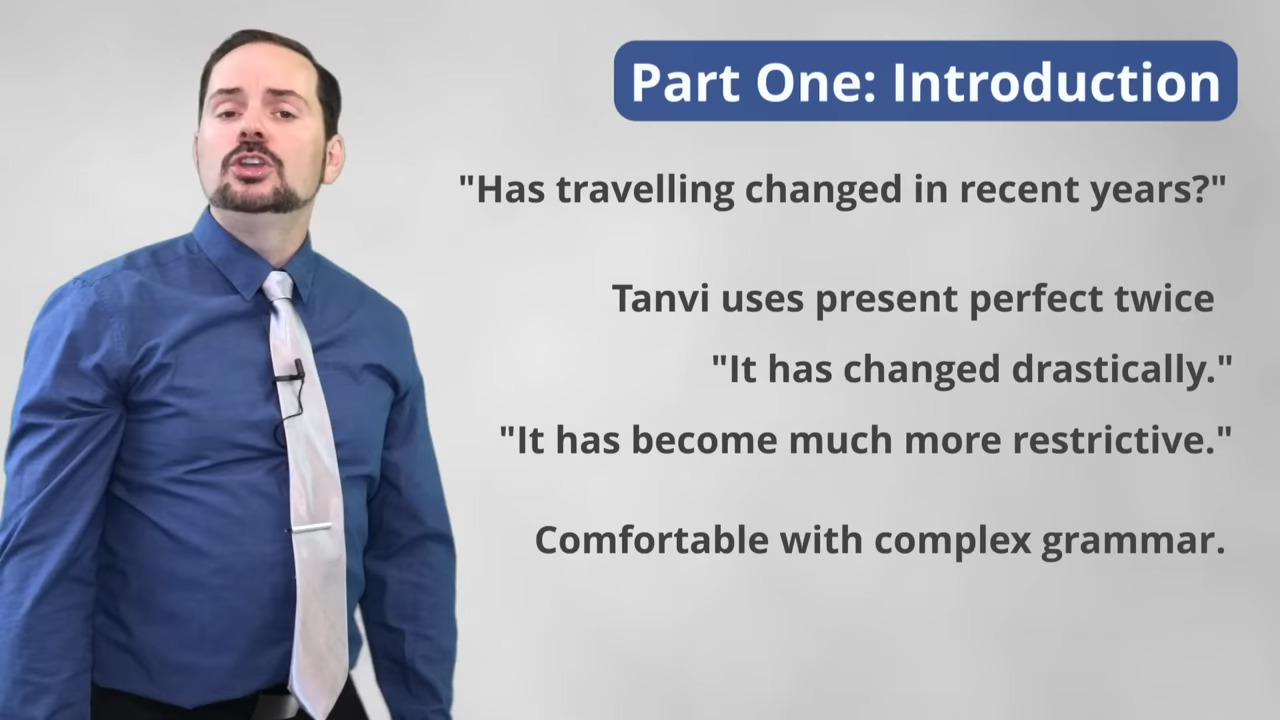 Part One: Introduction
"Has travelling changed in recent years?"
Tanvi uses present perfect twice
"It has changed drastically."
"It has become much more restrictive."
Comfortable with complex grammar.